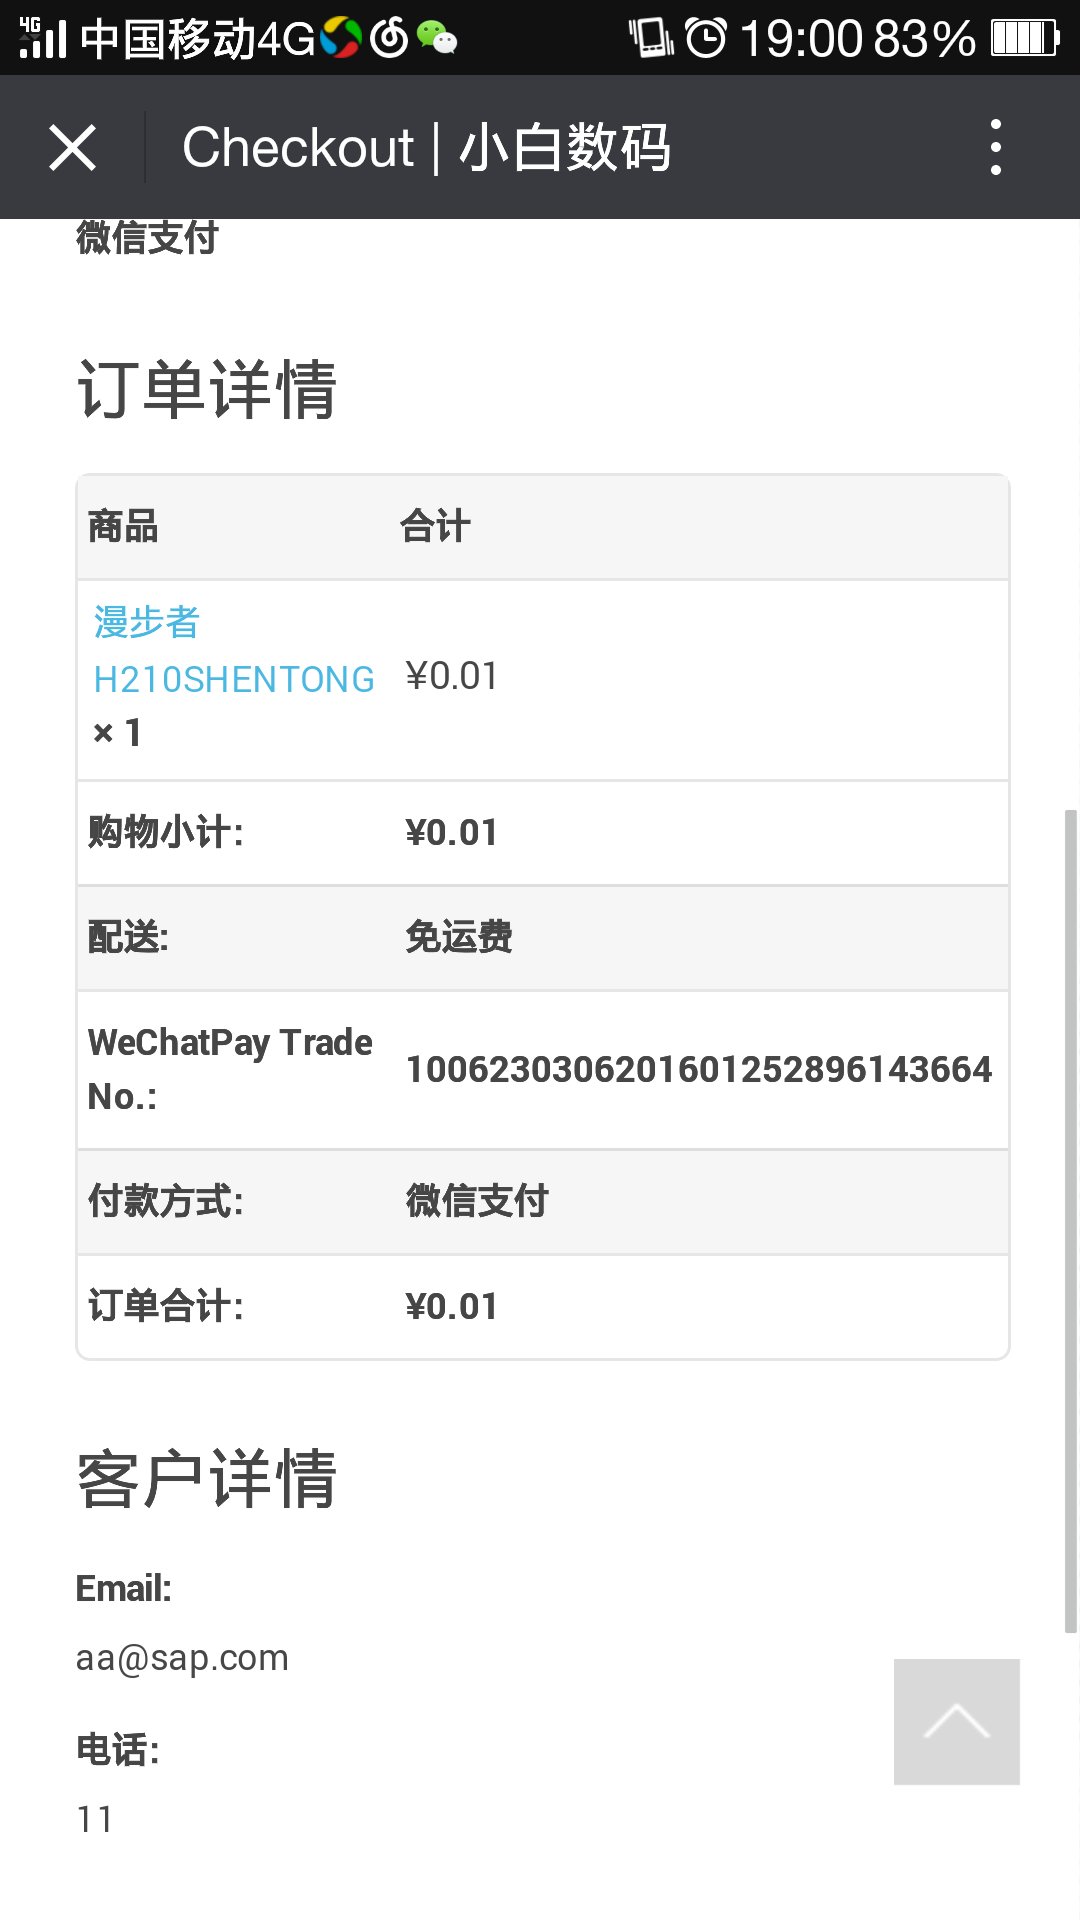 4G 中国移动4G 19:00 83%
Checkout | 小白数码
微信支付
订单详情
商品 合计
漫步者
H210SHENTONG ¥0.01
× 1
购物小计: ¥0.01
配送: 免运费
WeChatPay Trade
No.: 1006230306201601252896143664
付款方式: 微信支付
订单合计: ¥0.01
客户详情
Email:
aa@sap.com
电话:
11